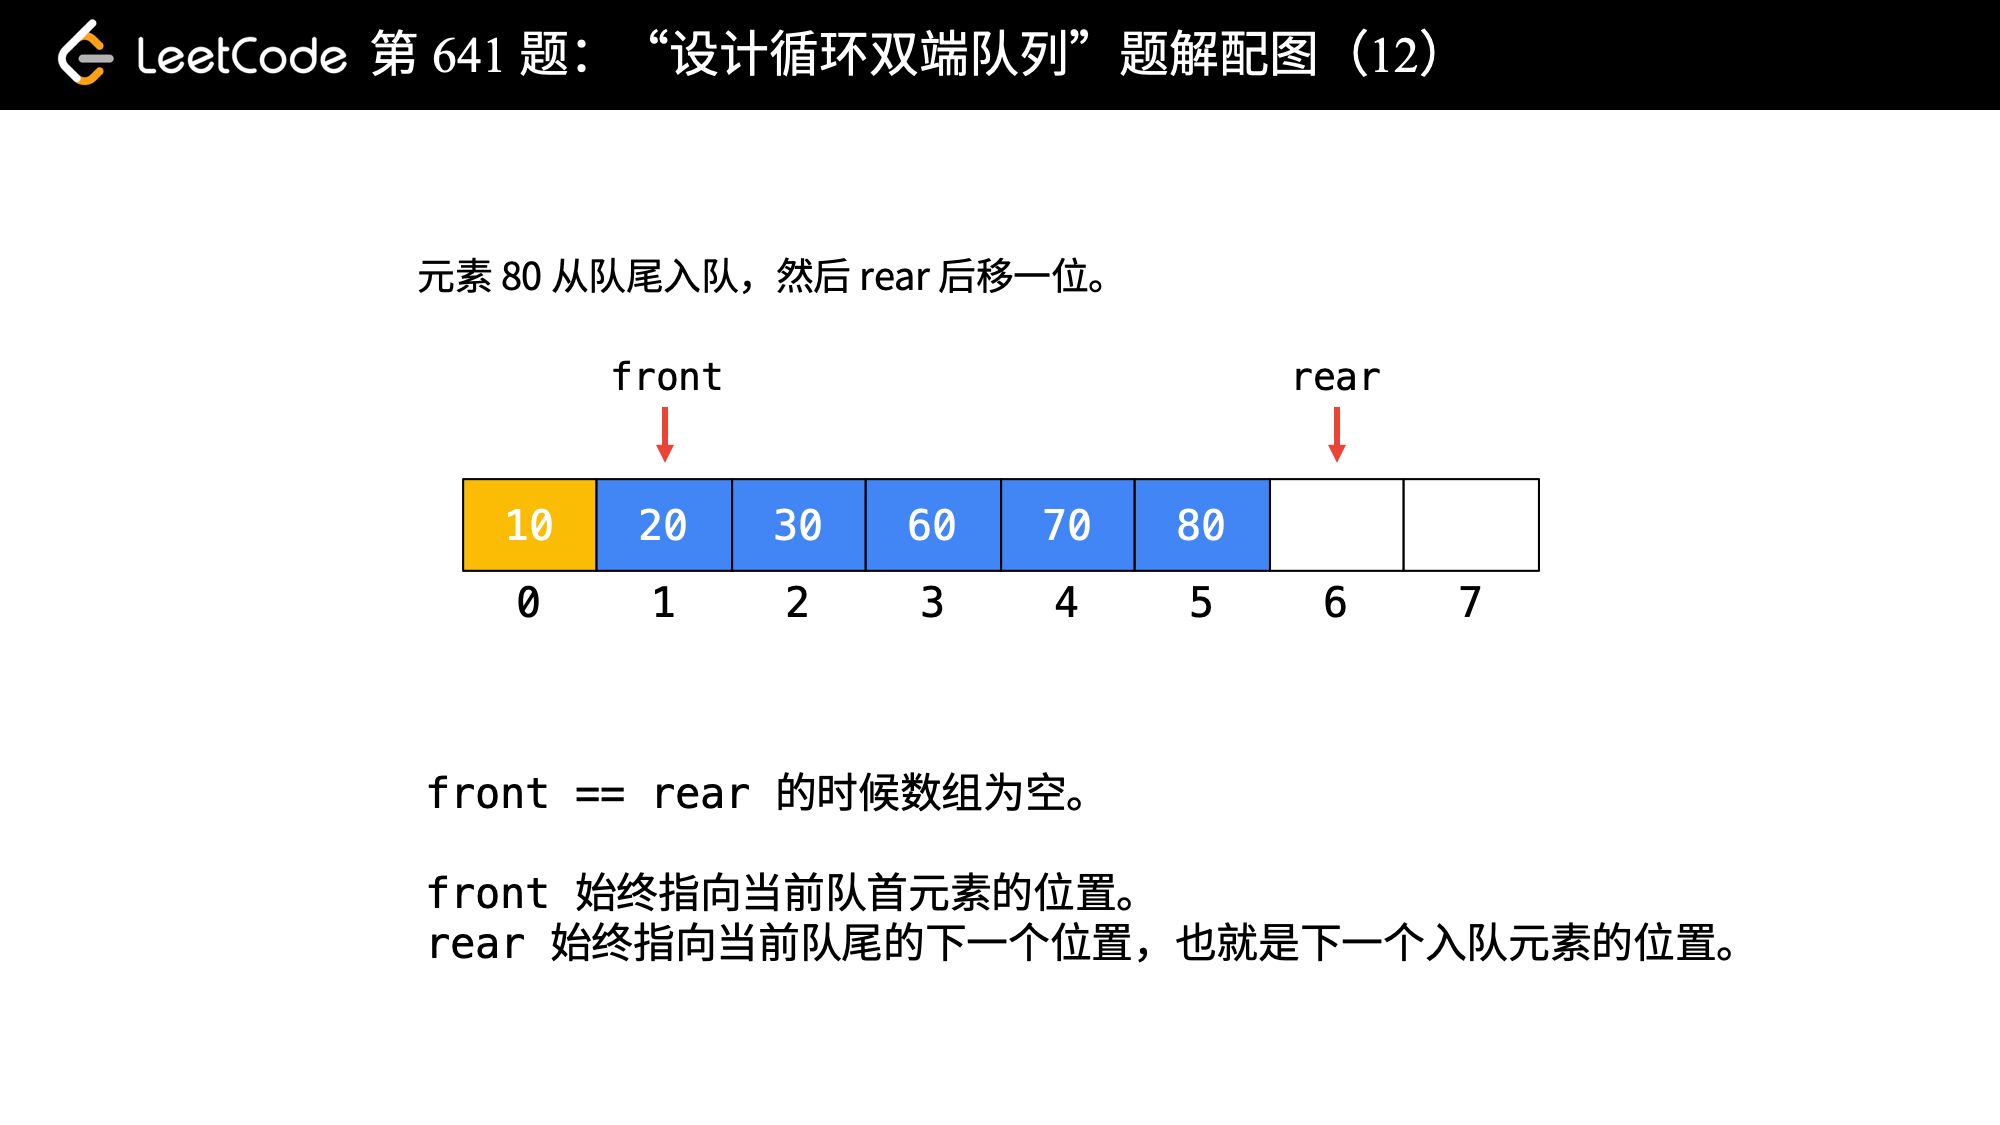 LeetCode 第 641 题：“设计循环双端队列”题解配图（12）
元素 80 从队尾入队，然后 rear 后移一位。
front rear
10 20 30 60 70 80
0 1 2 3 4 5 6 7
front == rear 的时候数组为空。
front 始终指向当前队首元素的位置。
rear 始终指向当前队尾的下一个位置，也就是下一个入队元素的位置。